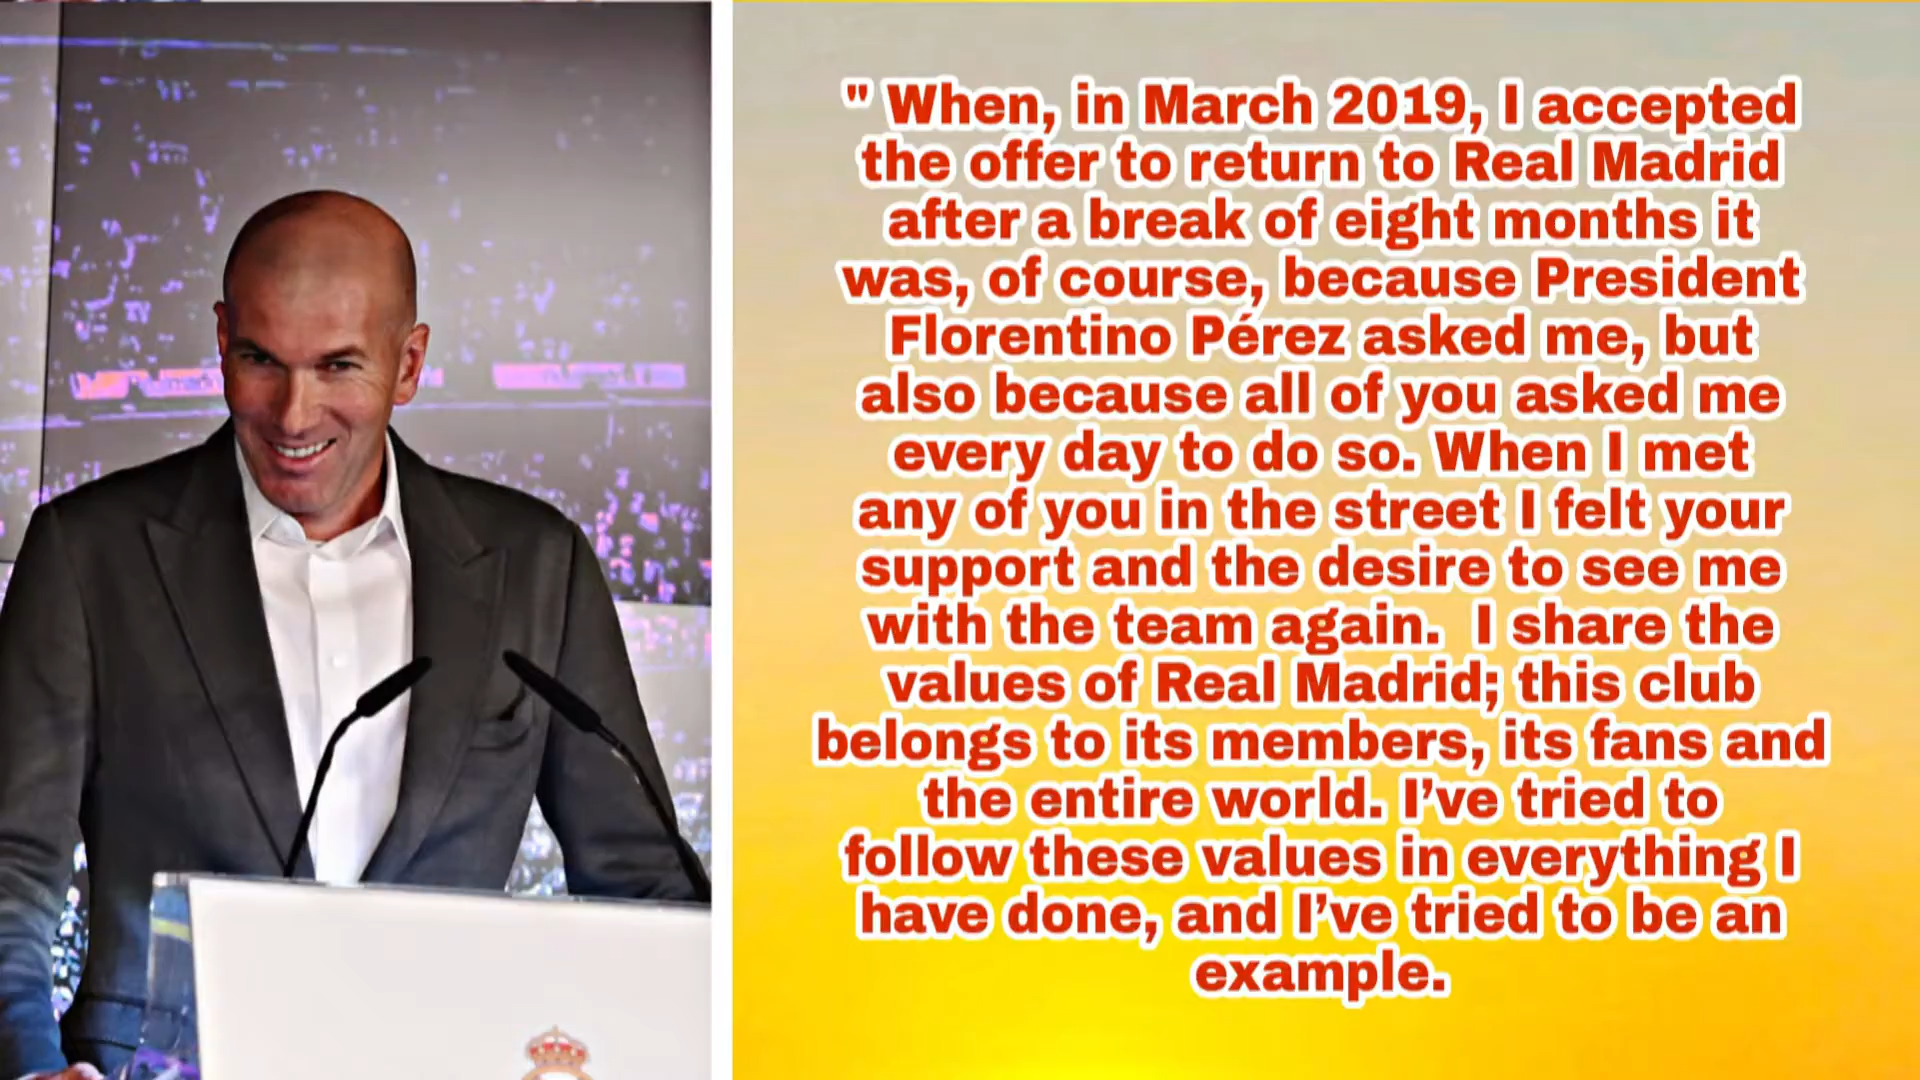 " When, in March 2019, I accepted
the offer to return to Real Madrid
after a break of eight months it
was, of course, because President
Florentino Pérez asked me, but
also because all of you asked me
every day to do so. When I met
any of you in the street I felt your
support and the desire to see me
with the team again.  I share the
values of Real Madrid; this club
belongs to its members, its fans and
the entire world. I’ve tried to
follow these values in everything I
have done, and I’ve tried to be an
example.